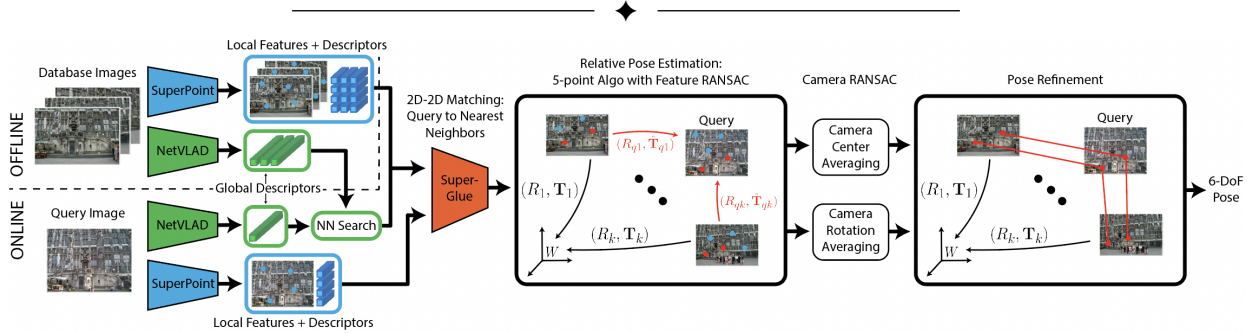 OFFLINE
Database Images
SuperPoint
Local Features + Descriptors
NetVLAD
Global Descriptors
ONLINE
Query Image
NetVLAD
NN Search
SuperPoint
Local Features + Descriptors
2D-2D Matching:
Query to Nearest
Neighbors
Super-
Glue
Relative Pose Estimation:
5-point Algo with Feature RANSAC
Query
(R_{q1}, \hat{T}_{q1})
(R_1, T_1)
(R_{qk}, \hat{T}_{qk})
(R_k, T_k)
W
Camera RANSAC
Camera
Center
Averaging
Camera
Rotation
Averaging
Pose Refinement
Query
(R_1, T_1)
(R_k, T_k)
W
6-DoF
Pose